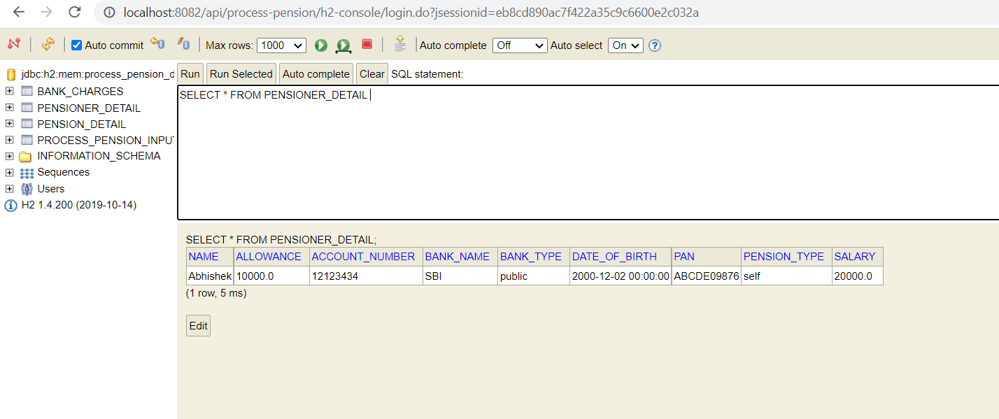 localhost:8082/api/process-pension/h2-console/login.do?jsessionid=eb8cd890ac7f422a35c9c6600e2c032a
Auto commit Max rows: 1000 Auto complete Off Auto select On ?
jdbc:h2:mem:process_pension_d
BANK_CHARGES
PENSIONER_DETAIL
PENSION_DETAIL
PROCESS_PENSION_INPUT
INFORMATION_SCHEMA
Sequences
Users
H2 1.4.200 (2019-10-14)
Run Run Selected Auto complete Clear SQL statement:
SELECT * FROM PENSIONER_DETAIL
SELECT * FROM PENSIONER_DETAIL;
NAME ALLOWANCE ACCOUNT_NUMBER BANK_NAME BANK_TYPE DATE_OF_BIRTH PAN PENSION_TYPE SALARY
Abhishek 10000.0 12123434 SBI public 2000-12-02 00:00:00 ABCDE09876 self 20000.0
(1 row, 5 ms)
Edit